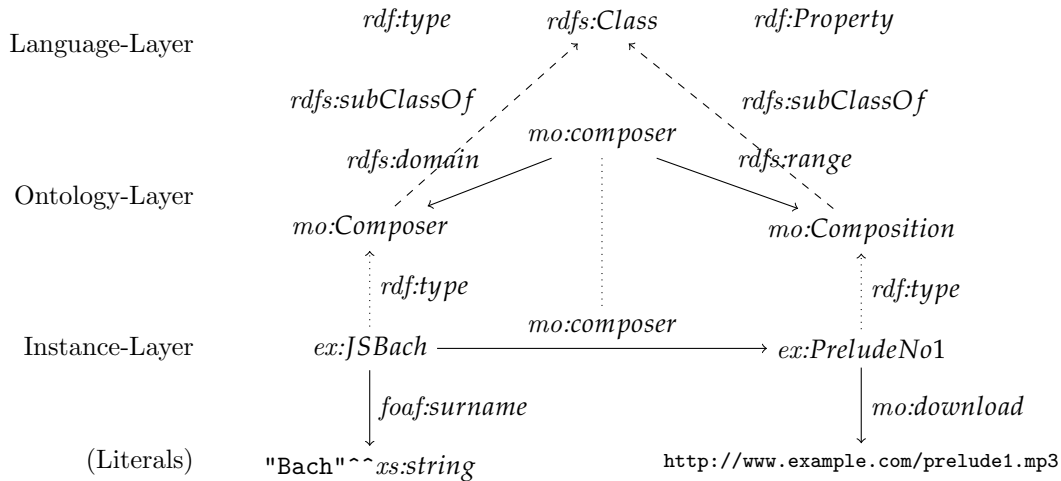 Language-Layer rdf:type rdfs:Class rdf:Property
rdfs:subClassOf rdfs:subClassOf
mo:composer
rdfs:domain rdfs:range
Ontology-Layer
mo:Composer mo:Composition
rdf:type rdf:type
mo:composer
Instance-Layer ex:JSBach ex:PreludeNo1
foaf:surname mo:download
(Literals) "Bach"^^xs:string http://www.example.com/prelude1.mp3